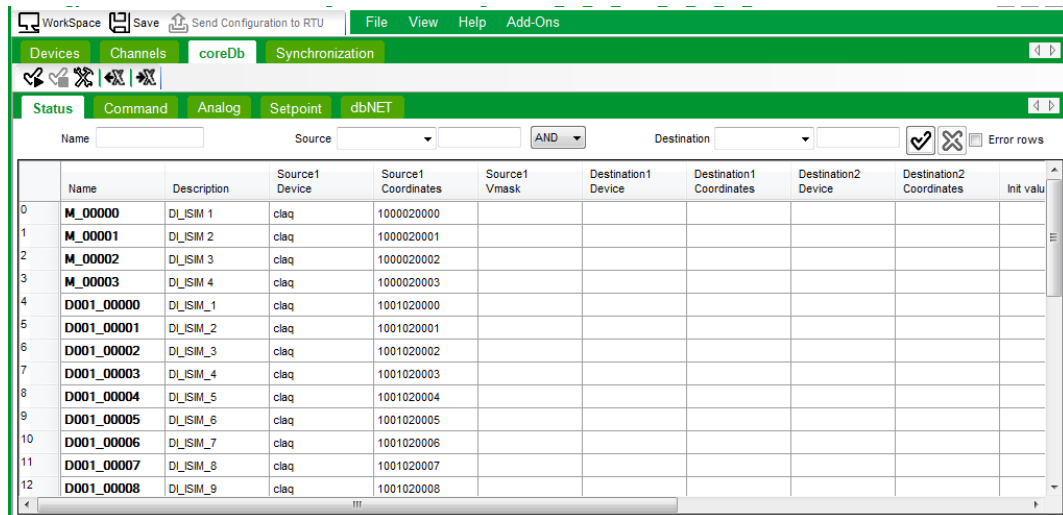 WorkSpace Save Send Configuration to RTU File View Help Add-Ons
Devices Channels coreDb Synchronization
Status Command Analog Setpoint dbNET
Name Source AND Destination Error rows
Name Description Source1 Device Source1 Coordinates Source1 Vmask Destination1 Device Destination1 Coordinates Destination2 Device Destination2 Coordinates Init valu
0 M_00000 DI_ISIM 1 claq 1000020000
1 M_00001 DI_ISIM 2 claq 1000020001
2 M_00002 DI_ISIM 3 claq 1000020002
3 M_00003 DI_ISIM 4 claq 1000020003
4 D001_00000 DI_ISIM_1 claq 1001020000
5 D001_00001 DI_ISIM_2 claq 1001020001
6 D001_00002 DI_ISIM_3 claq 1001020002
7 D001_00003 DI_ISIM_4 claq 1001020003
8 D001_00004 DI_ISIM_5 claq 1001020004
9 D001_00005 DI_ISIM_6 claq 1001020005
10 D001_00006 DI_ISIM_7 claq 1001020006
11 D001_00007 DI_ISIM_8 claq 1001020007
12 D001_00008 DI_ISIM_9 claq 1001020008